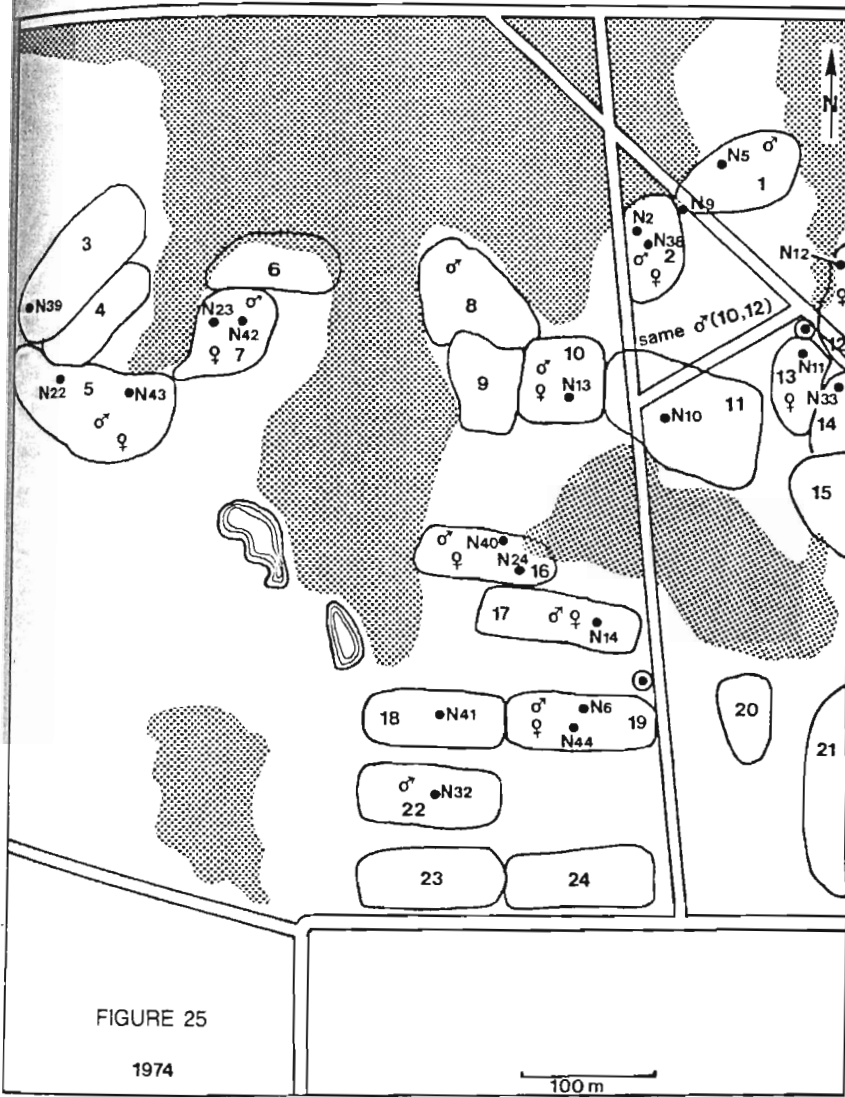 N
N5 ♂
1
N9
N2
N38
♂ 2
♀
N12
♀
3
6
N39
4
N23 ♂
N42
♀ 7
♂
8
same ♂(10,12)
12
10
♂
♀
N13
9
N11
13
♀
N33
14
N22
5
N43
♂
♀
N10
11
15
♂
♀
N40
N24
16
17
♂ ♀
N14
18
N41
♂
♀
N6
19
N44
20
21
♂
N32
22
23
24
FIGURE 25
1974
100 m